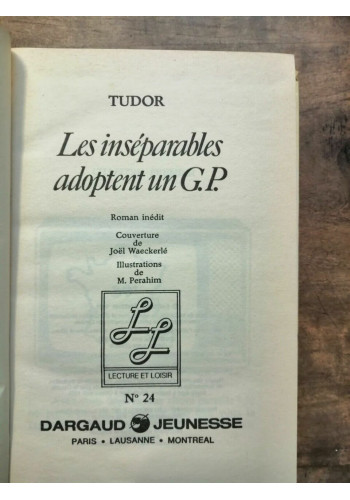 TUDOR
Les inséparables
adoptent un G.P.
Roman inédit
Couverture
de
Joël Waeckerlé
Illustrations
de
M. Perahim
LL
LECTURE ET LOISIR
N° 24
DARGAUD JEUNESSE
PARIS • LAUSANNE • MONTREAL